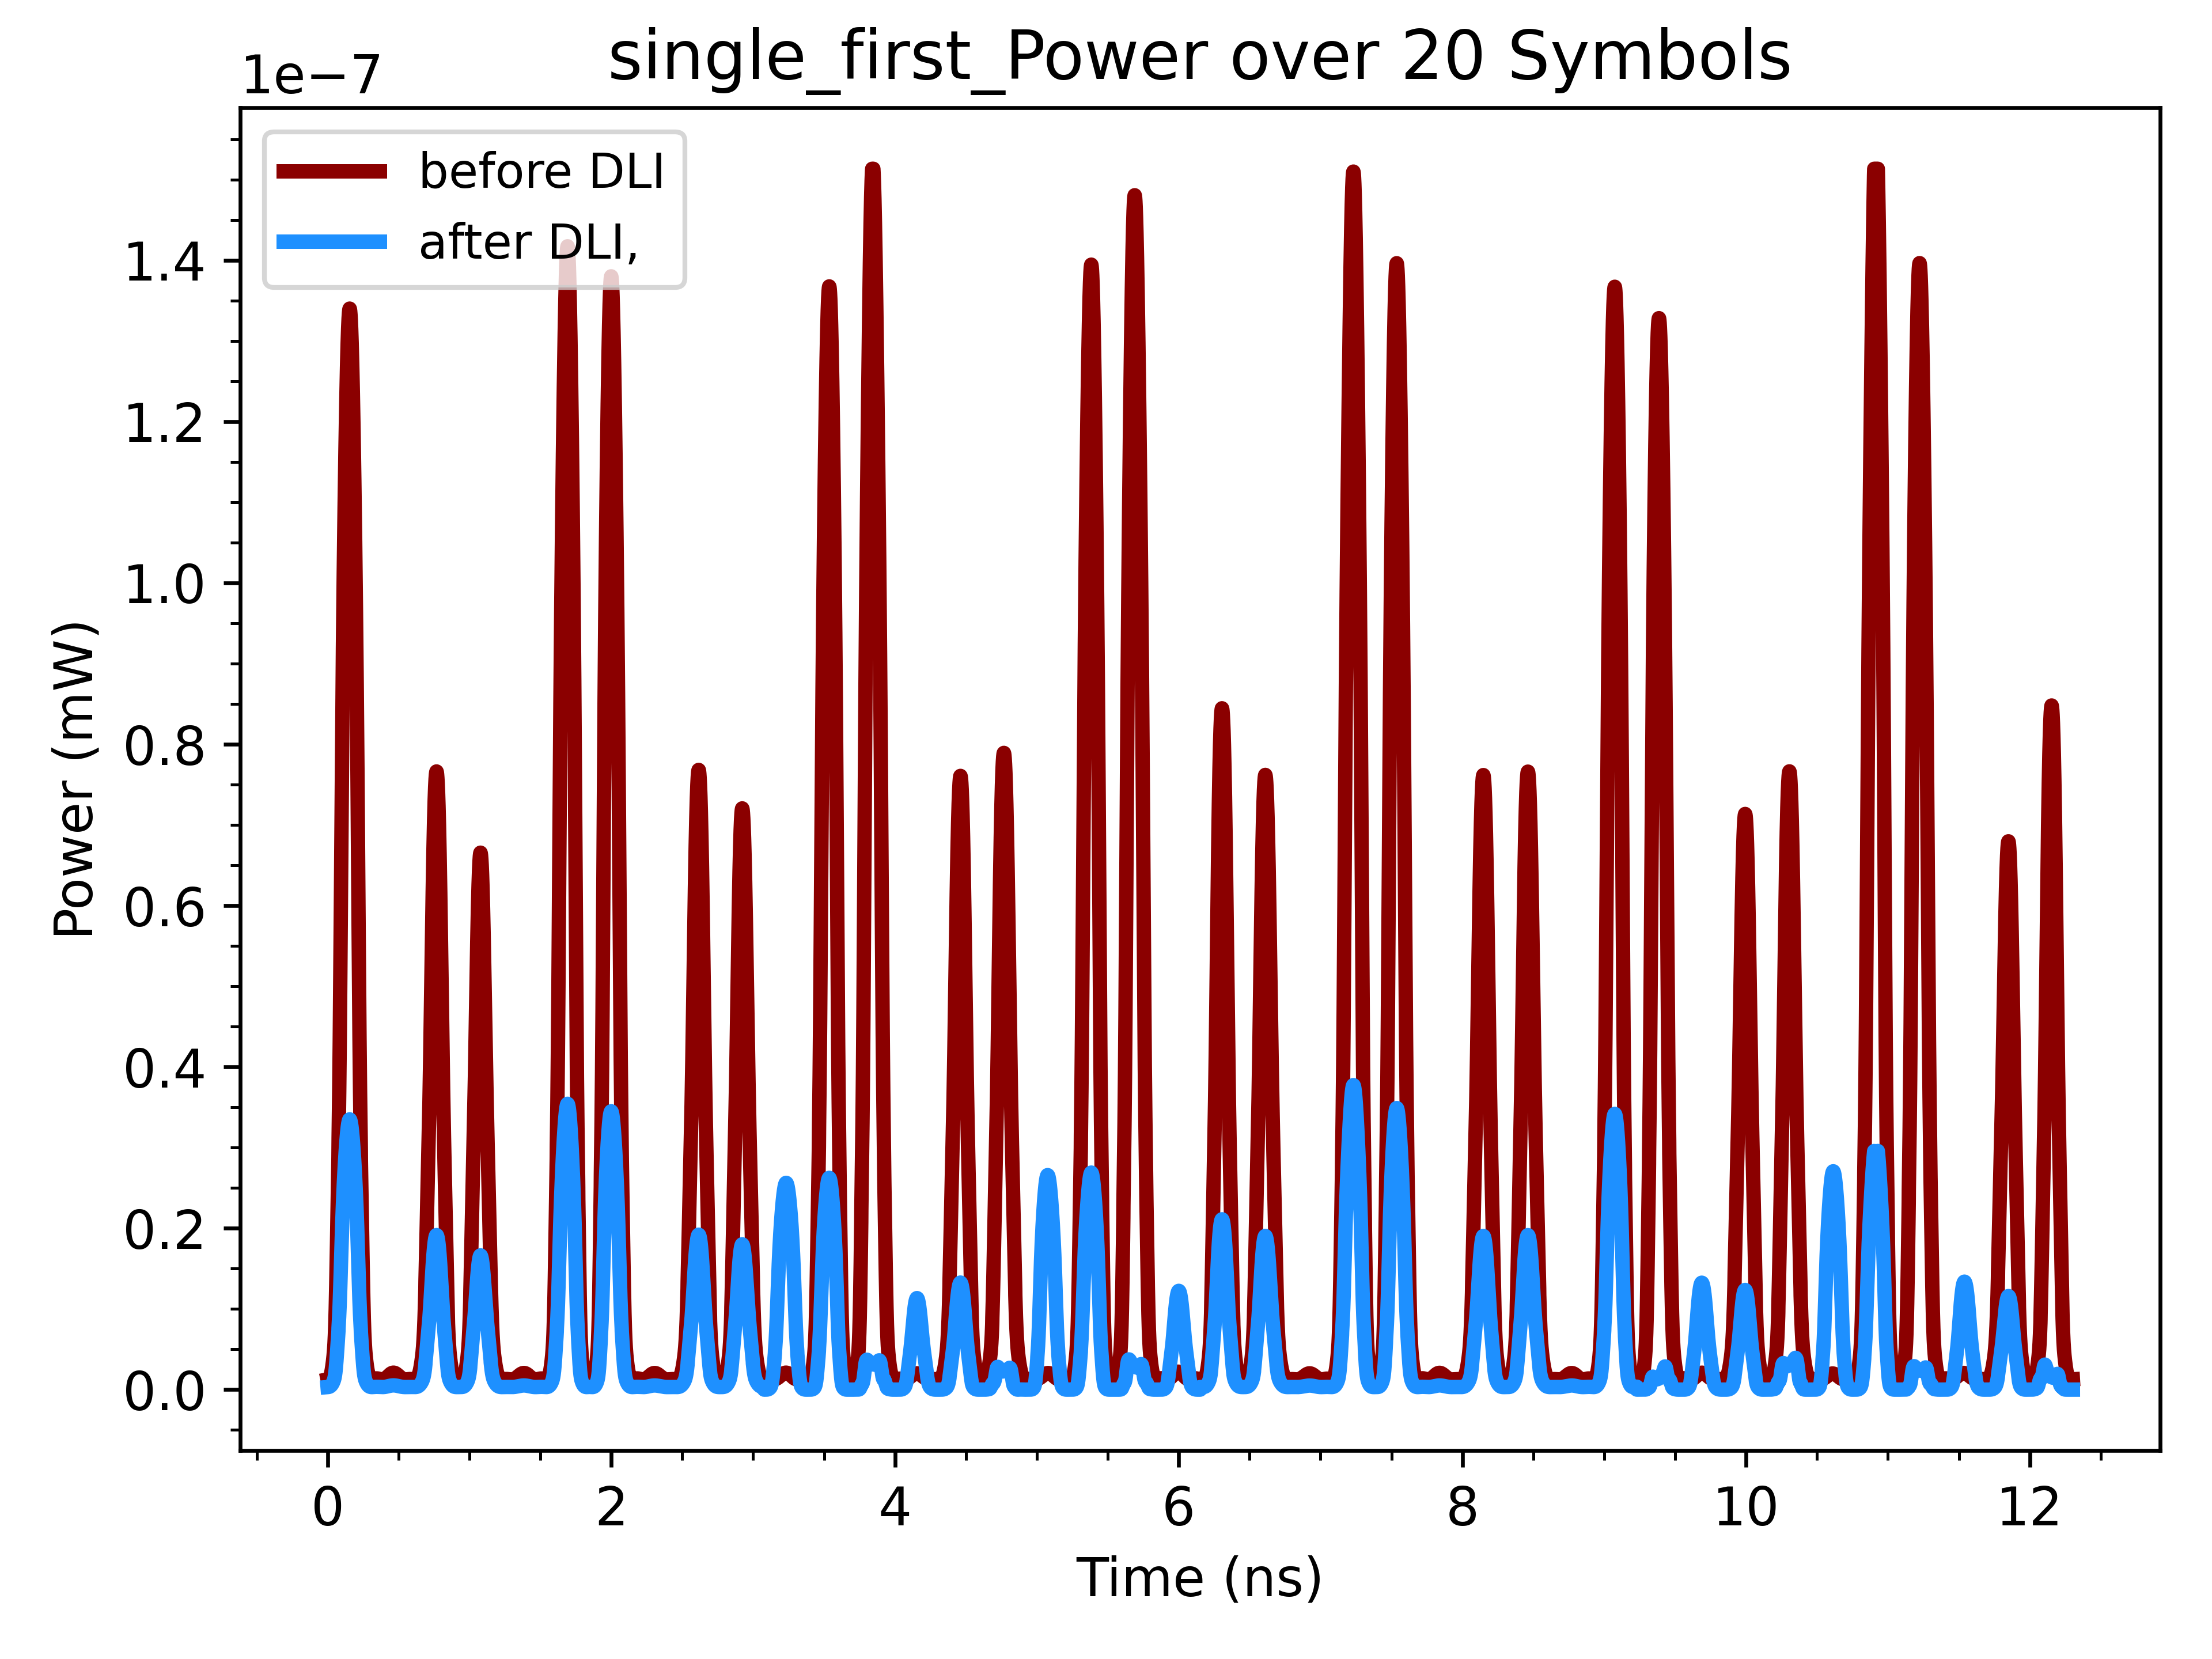 single_first_Power over 20 Symbols
1e−7
before DLI
after DLI,
1.4
1.2
1.0
0.8
0.6
0.4
0.2
0.0
Power (mW)
0 2 4 6 8 10 12
Time (ns)